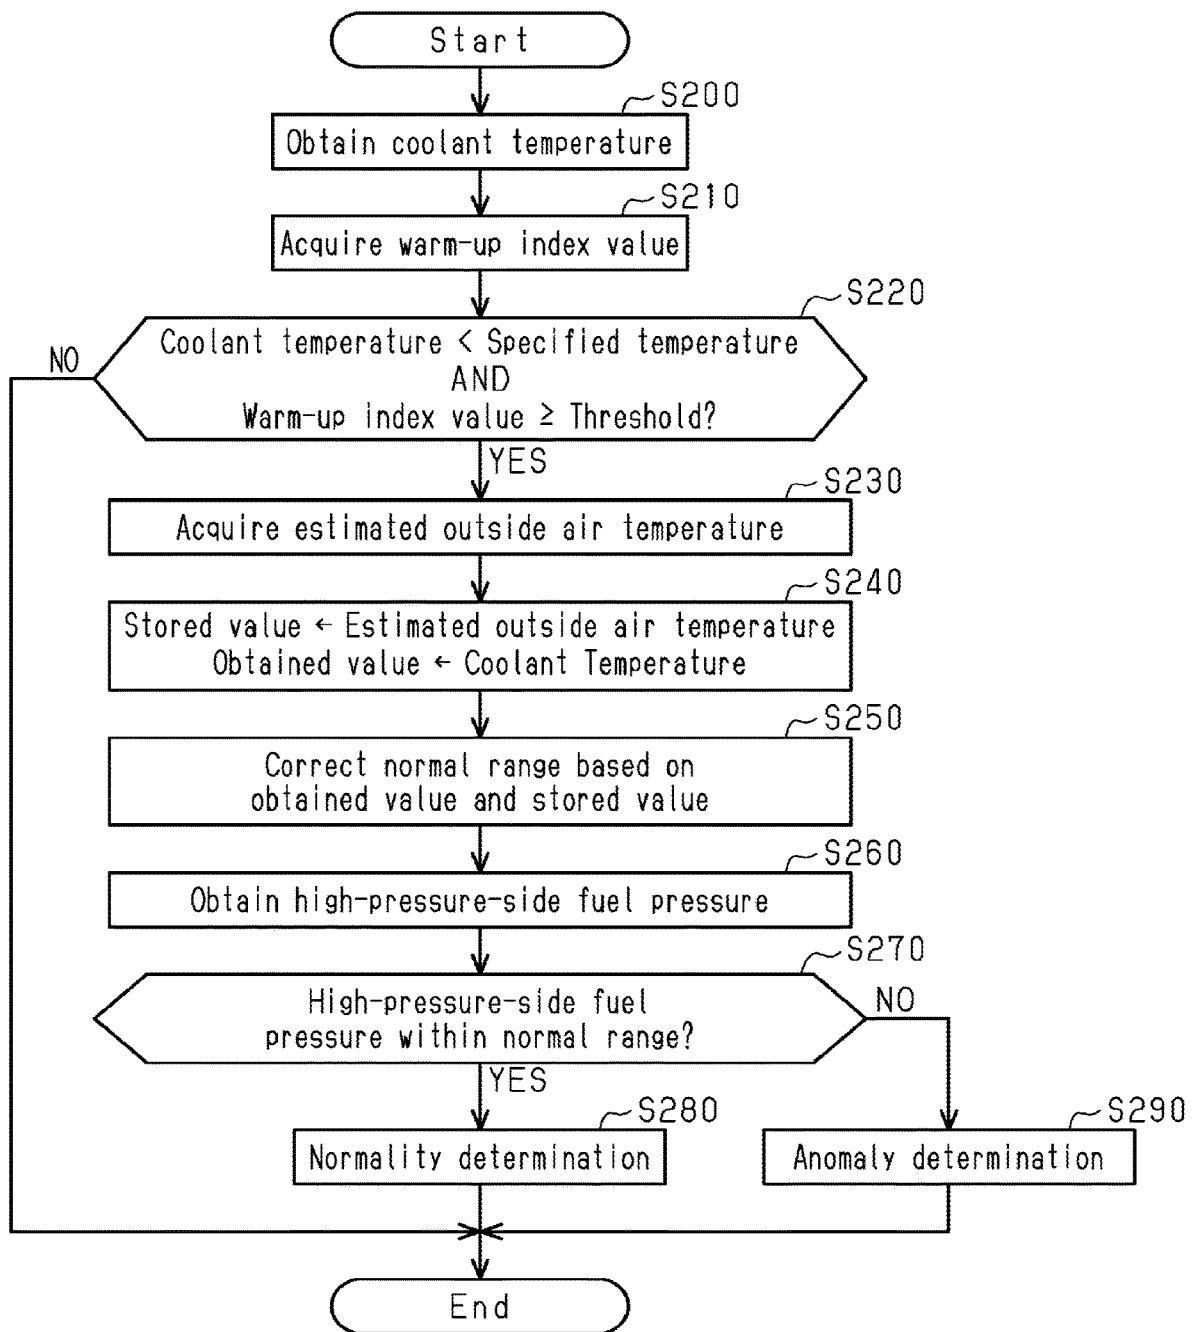 Start
S200
Obtain coolant temperature
S210
Acquire warm-up index value
S220
Coolant temperature < Specified temperature
AND
Warm-up index value ≥ Threshold?
NO
YES
S230
Acquire estimated outside air temperature
S240
Stored value ← Estimated outside air temperature
Obtained value ← Coolant Temperature
S250
Correct normal range based on
obtained value and stored value
S260
Obtain high-pressure-side fuel pressure
S270
High-pressure-side fuel
pressure within normal range?
NO
YES
S280
Normality determination
S290
Anomaly determination
End